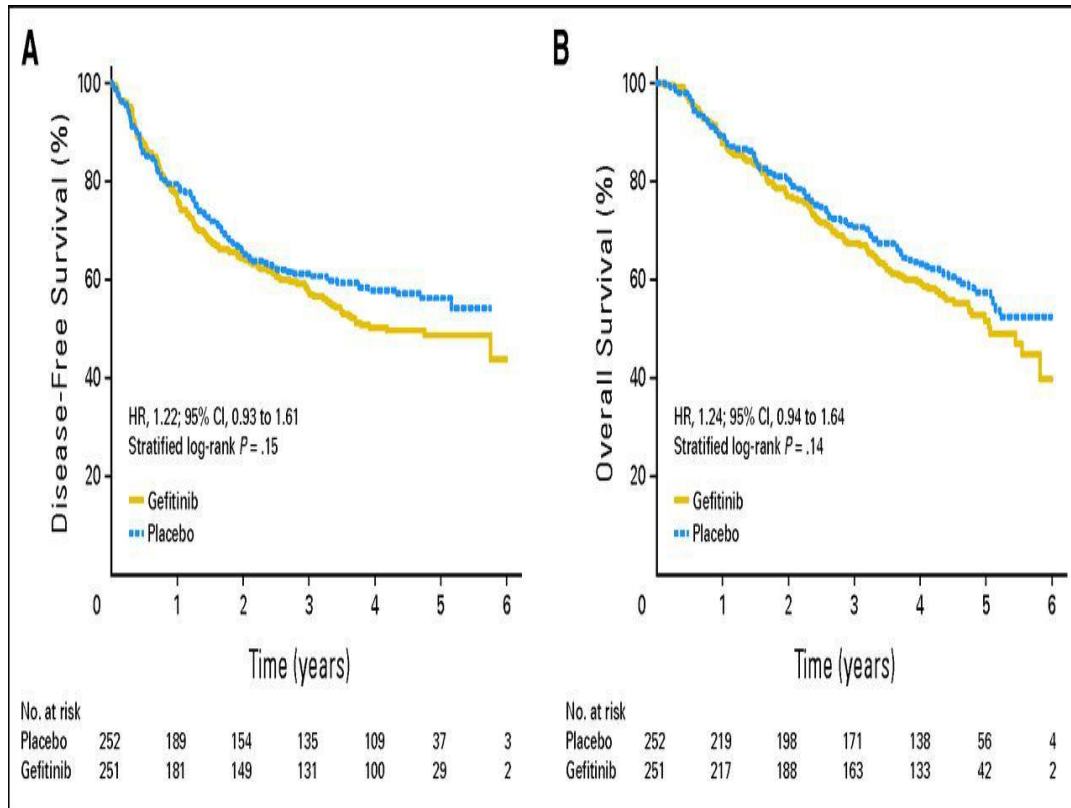 A
Disease-Free Survival (%)
100
80
60
40
20
HR, 1.22; 95% CI, 0.93 to 1.61
Stratified log-rank P = .15
Gefitinib
Placebo
0 1 2 3 4 5 6
Time (years)
No. at risk
Placebo 252 189 154 135 109 37 3
Gefitinib 251 181 149 131 100 29 2
B
Overall Survival (%)
100
80
60
40
20
HR, 1.24; 95% CI, 0.94 to 1.64
Stratified log-rank P = .14
Gefitinib
Placebo
0 1 2 3 4 5 6
Time (years)
No. at risk
Placebo 252 219 198 171 138 56 4
Gefitinib 251 217 188 163 133 42 2